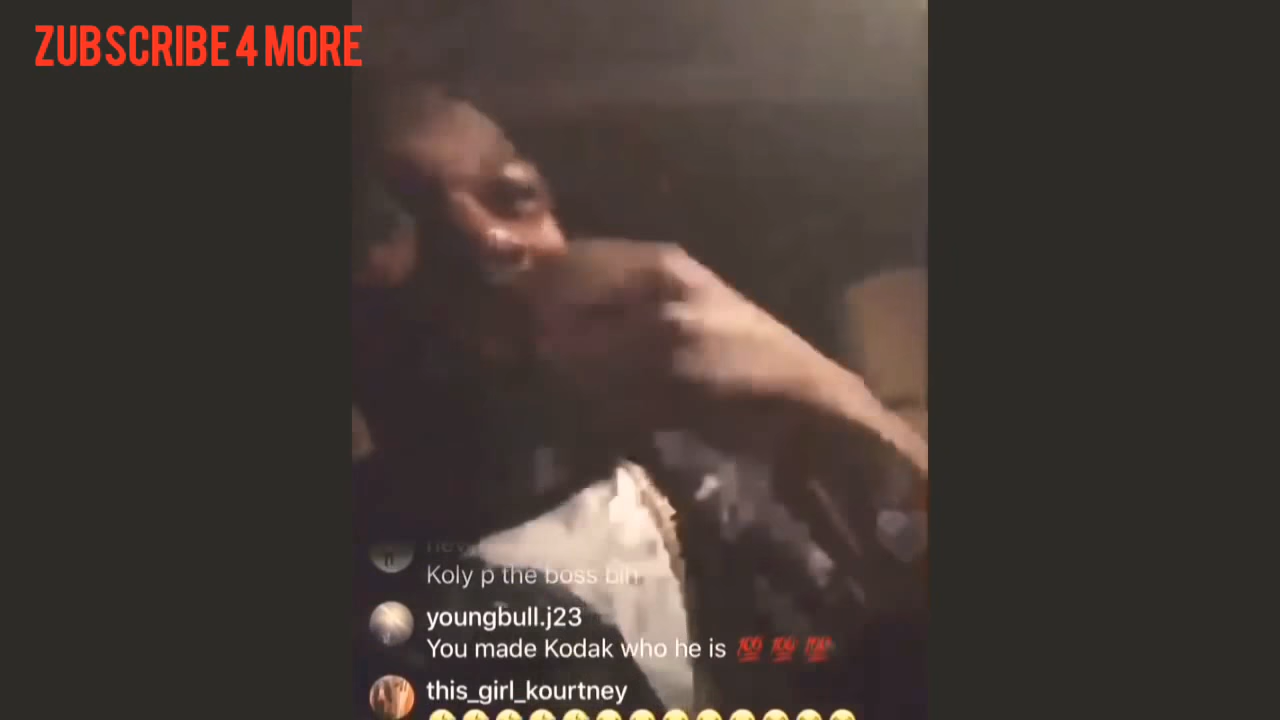 ZUBSCRIBE 4 MORE
Koly p the boss bih
youngbull.j23
You made Kodak who he is 💯 💯 💯
this_girl_kourtney